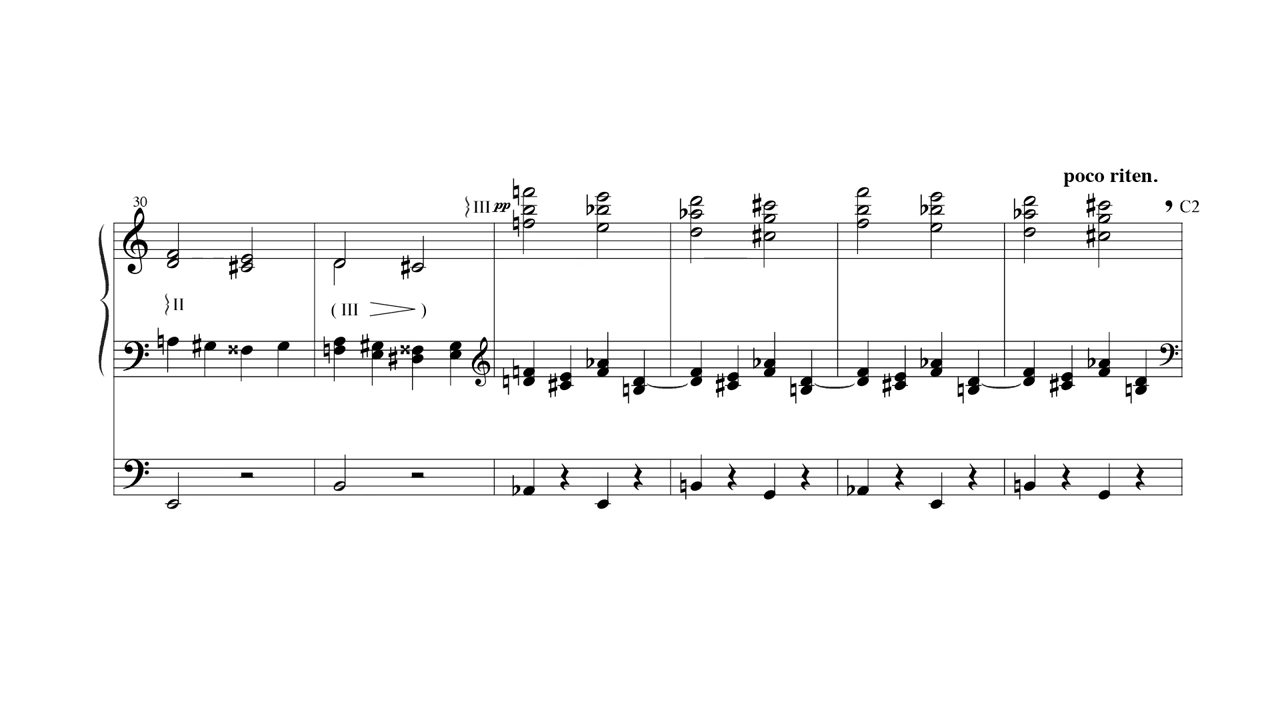 poco riten.
30
III pp
, C2
II
( III )